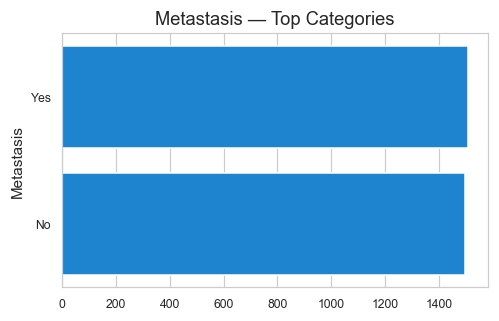 Metastasis — Top Categories
Metastasis
Yes
No
0 200 400 600 800 1000 1200 1400